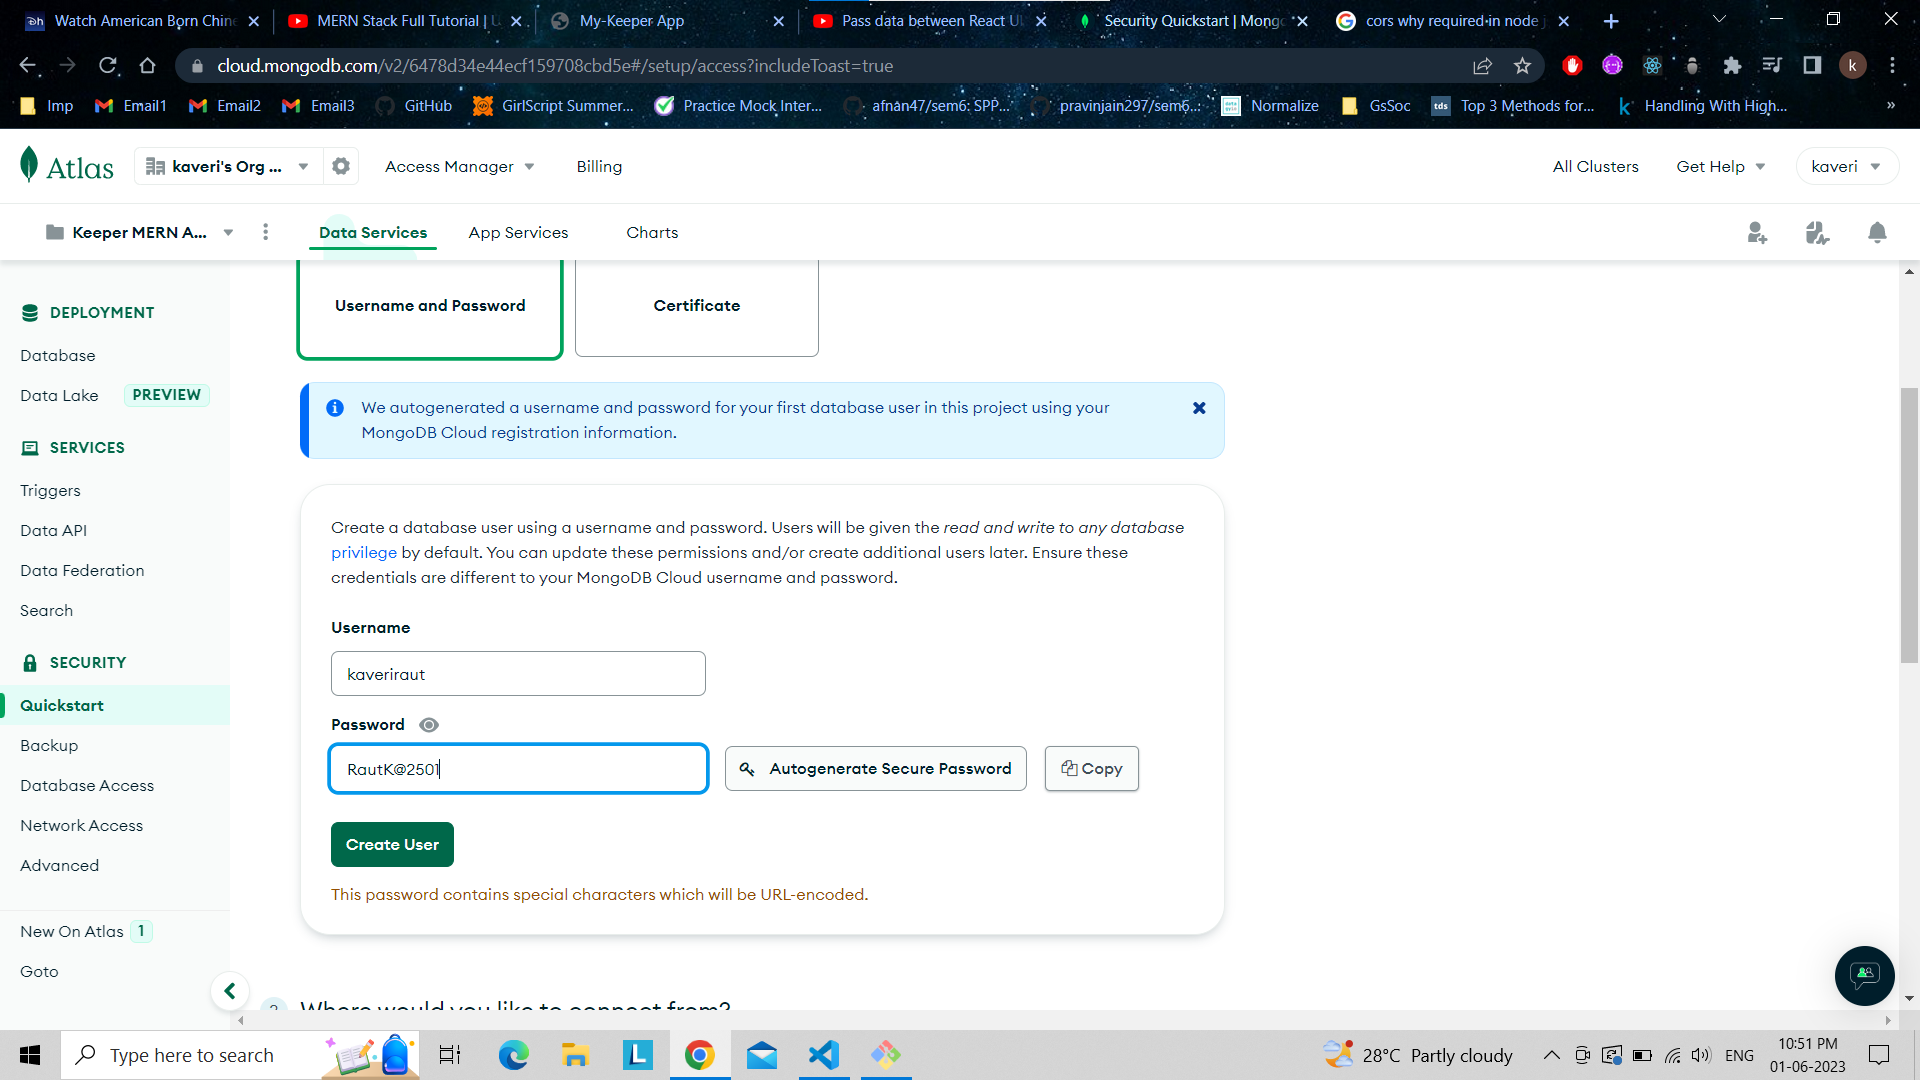 Watch American Born Chine
MERN Stack Full Tutorial | L
My-Keeper App
Pass data between React UI
Security Quickstart | Mongo
cors why required in node j
cloud.mongodb.com/v2/6478d34e44ecf159708cbd5e#/setup/access?includeToast=true
k
Imp
Email1
Email2
Email3
GitHub
GirlScript Summer...
Practice Mock Inter...
afnan47/sem6: SPP...
pravinjain297/sem6...
Normalize
GsSoc
tds
Top 3 Methods for...
Handling With High...
»
Atlas
kaveri's Org ...
Access Manager
Billing
All Clusters
Get Help
kaveri
Keeper MERN A...
Data Services
App Services
Charts
DEPLOYMENT
Database
Data Lake
PREVIEW
SERVICES
Triggers
Data API
Data Federation
Search
SECURITY
Quickstart
Backup
Database Access
Network Access
Advanced
New On Atlas 1
Goto
Username and Password
Certificate
We autogenerated a username and password for your first database user in this project using your
MongoDB Cloud registration information.
Create a database user using a username and password. Users will be given the read and write to any database
privilege by default. You can update these permissions and/or create additional users later. Ensure these
credentials are different to your MongoDB Cloud username and password.
Username
kaveriraut
Password
RautK@2501
Autogenerate Secure Password
Copy
Create User
This password contains special characters which will be URL-encoded.
Where would you like to connect from?
Type here to search
28°C Partly cloudy
ENG
10:51 PM
01-06-2023